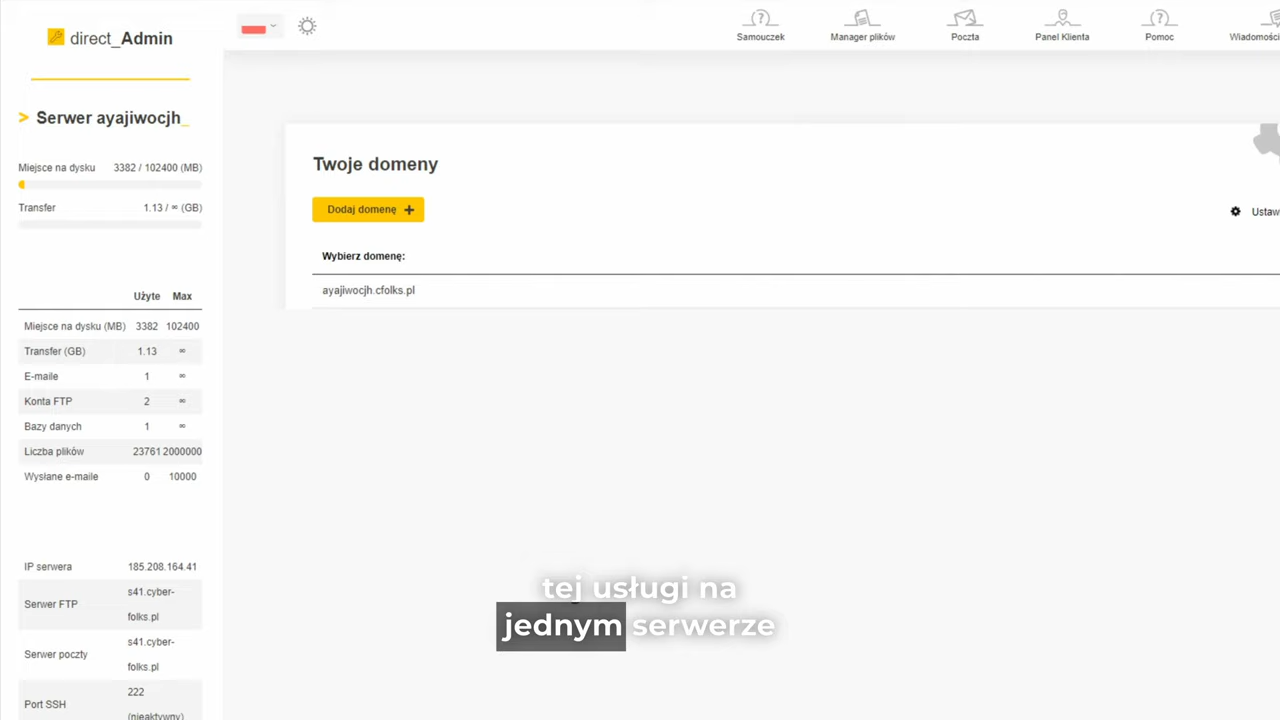 direct_Admin
Samouczek
Manager plików
Poczta
Panel Klienta
Pomoc
> Serwer ayajiwocjh_
Miejsce na dysku 3382 / 102400 (MB)
Transfer 1.13 / ∞ (GB)
Użyte Max
Miejsce na dysku (MB) 3382 102400
Transfer (GB) 1.13 ∞
E-maile 1 ∞
Konta FTP 2 ∞
Bazy danych 1 ∞
Liczba plików 23761 2000000
Wysłane e-maile 0 10000
IP serwera 185.208.164.41
Serwer FTP s41.cyber-
folks.pl
Serwer poczty s41.cyber-
folks.pl
Port SSH 222
(nieaktywny)
Twoje domeny
Dodaj domenę +
Ustaw
Wybierz domenę:
ayajiwocjh.cfolks.pl
tej usługi na
jednym serwerze